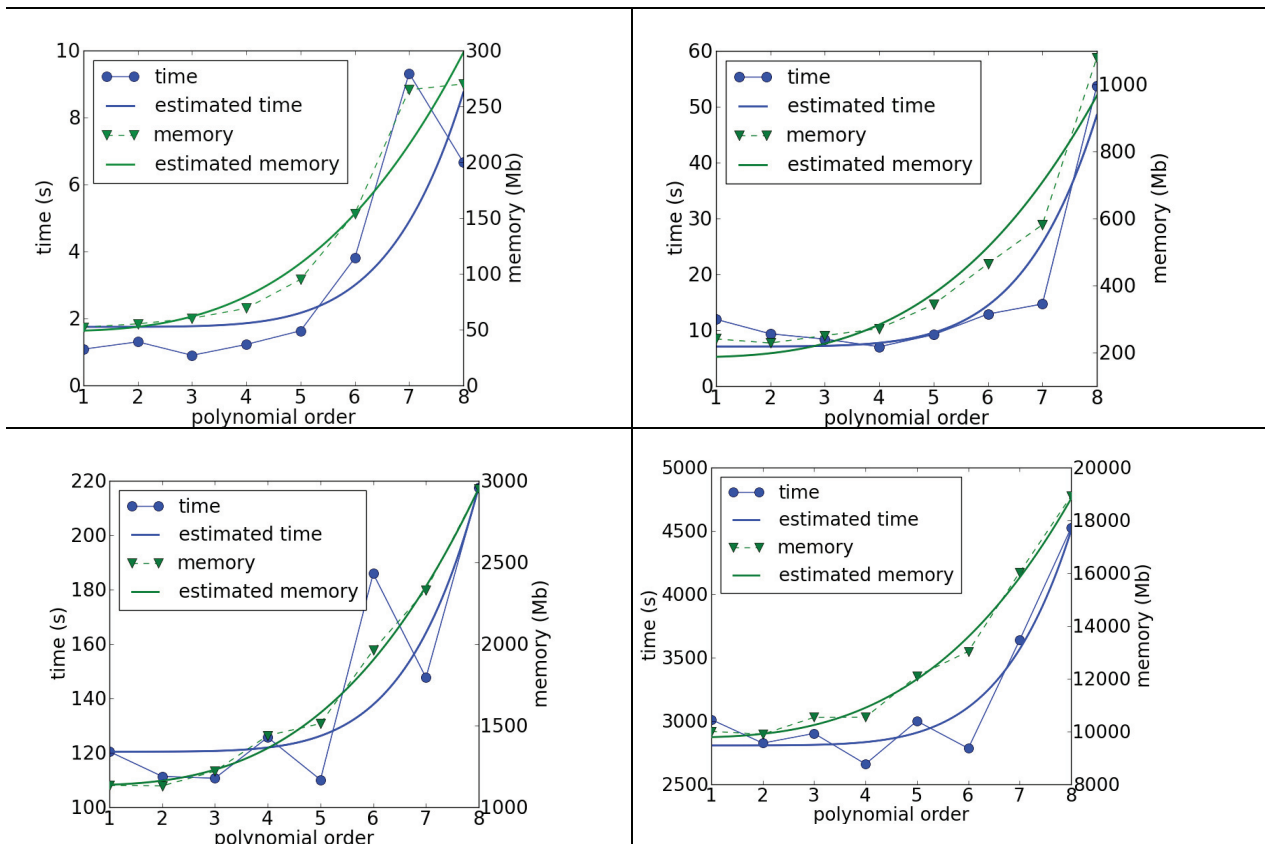 10
8
6
4
2
0
time (s)
300
250
200
150
100
50
0
memory (Mb)
time
estimated time
memory
estimated memory
1 2 3 4 5 6 7 8
polynomial order
60
50
40
30
20
10
0
time (s)
1000
800
600
400
200
memory (Mb)
time
estimated time
memory
estimated memory
1 2 3 4 5 6 7 8
polynomial order
220
200
180
160
140
120
100
time (s)
3000
2500
2000
1500
1000
memory (Mb)
time
estimated time
memory
estimated memory
1 2 3 4 5 6 7 8
polynomial order
5000
4500
4000
3500
3000
2500
time (s)
20000
18000
16000
14000
12000
10000
8000
memory (Mb)
time
estimated time
memory
estimated memory
1 2 3 4 5 6 7 8
polynomial order